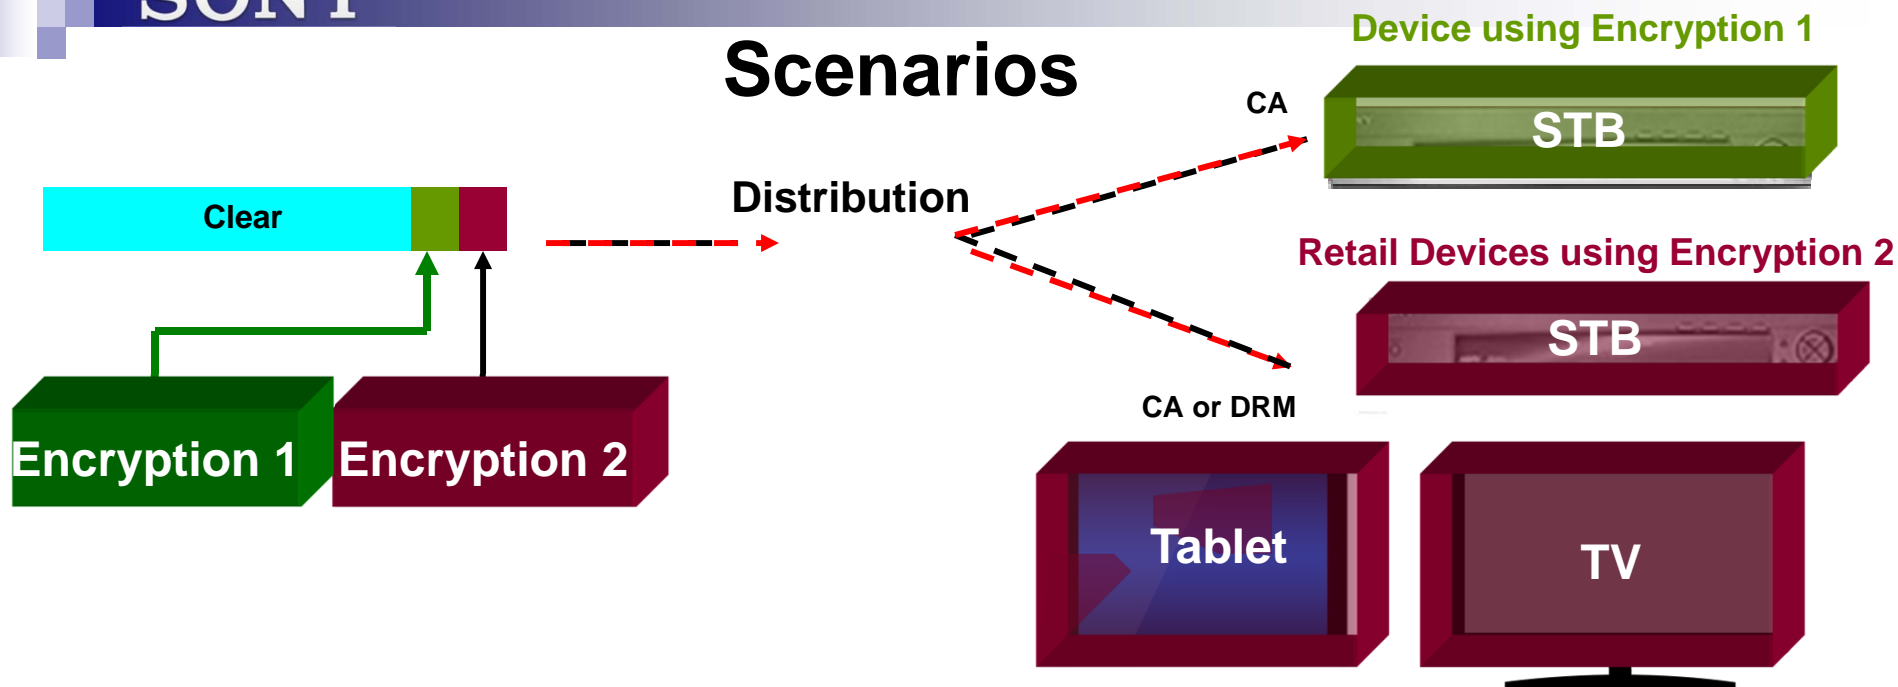 SONY
Scenarios
Device using Encryption 1
CA
STB
Clear
Distribution
Retail Devices using Encryption 2
STB
CA or DRM
Encryption 1
Encryption 2
Tablet
TV